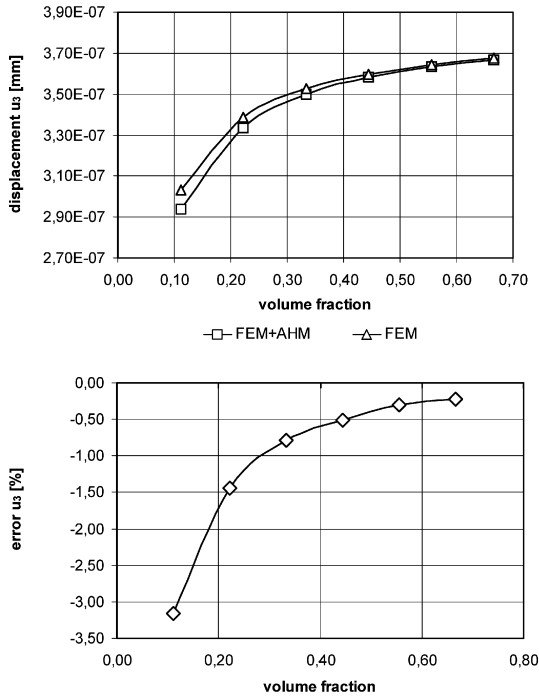 3,90E-07
3,70E-07
3,50E-07
3,30E-07
3,10E-07
2,90E-07
2,70E-07
displacement u3 [mm]
0,00 0,10 0,20 0,30 0,40 0,50 0,60 0,70
volume fraction
FEM+AHM FEM
0,00
-0,50
-1,00
-1,50
-2,00
-2,50
-3,00
-3,50
error u3 [%]
0,00 0,20 0,40 0,60 0,80
volume fraction